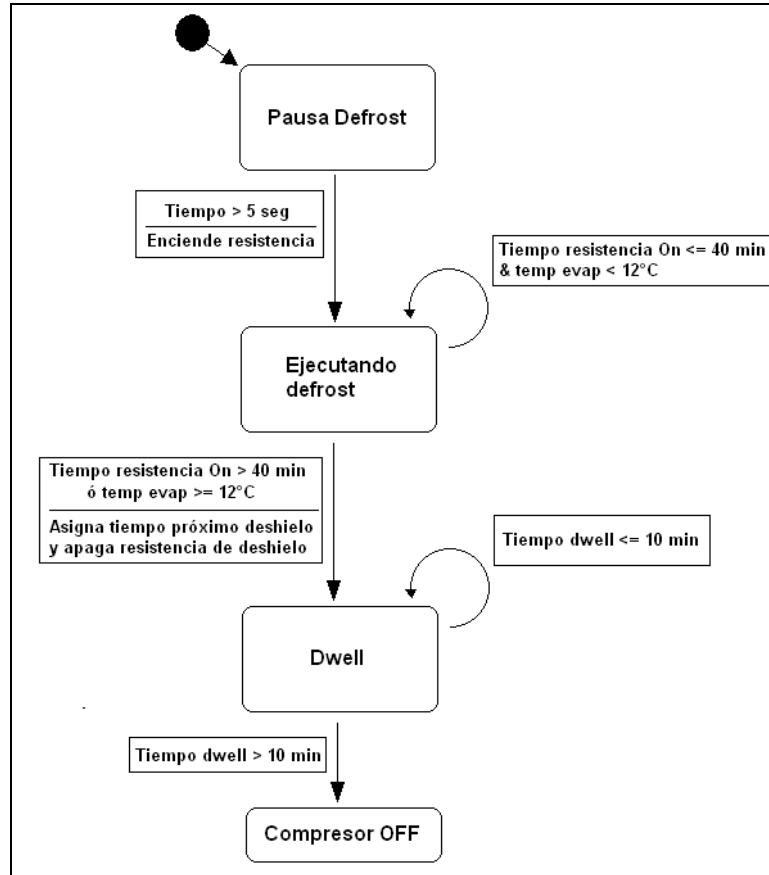 Pausa Defrost
Tiempo > 5 seg
Enciende resistencia
Tiempo resistencia On <= 40 min
& temp evap < 12°C
Ejecutando
defrost
Tiempo resistencia On > 40 min
ó temp evap >= 12°C
Asigna tiempo próximo deshielo
y apaga resistencia de deshielo
Tiempo dwell <= 10 min
Dwell
Tiempo dwell > 10 min
Compresor OFF